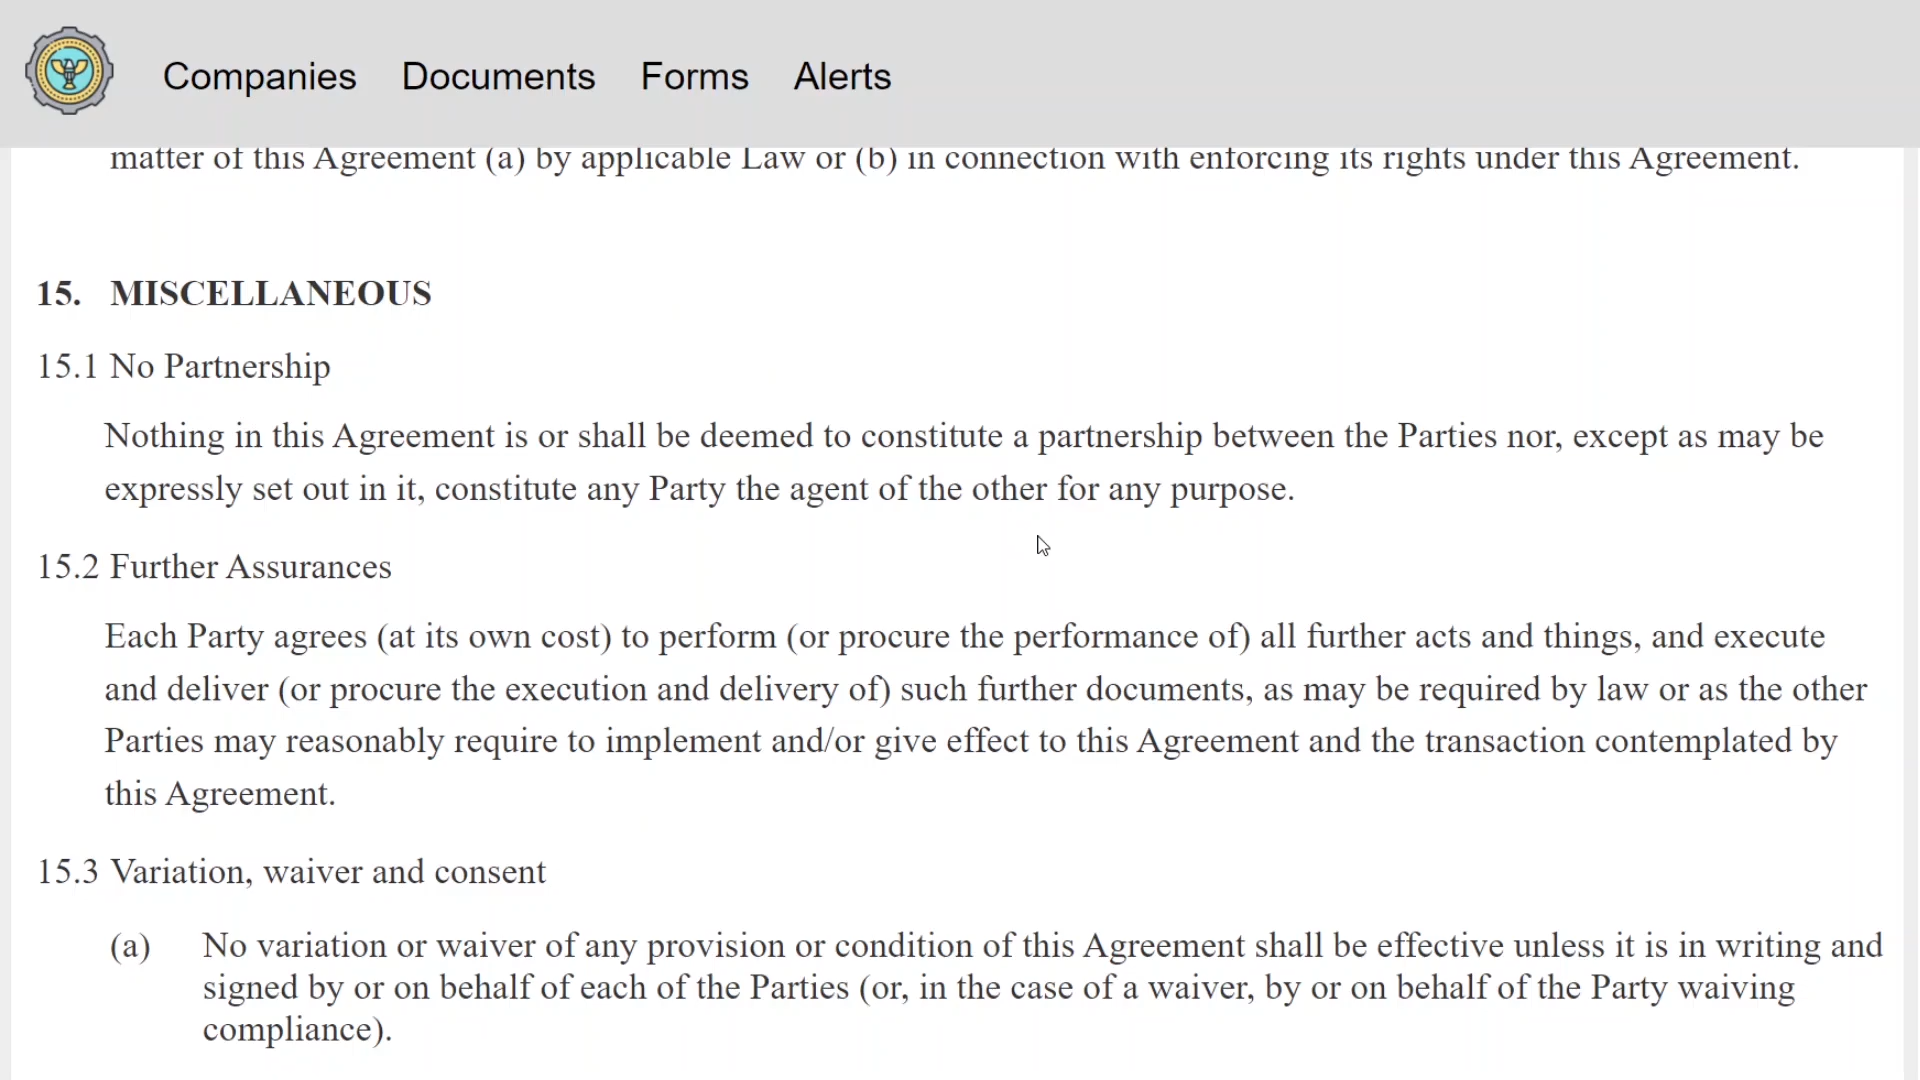 Companies Documents Forms Alerts
matter of this Agreement (a) by applicable Law or (b) in connection with enforcing its rights under this Agreement.
15. MISCELLANEOUS
15.1 No Partnership
Nothing in this Agreement is or shall be deemed to constitute a partnership between the Parties nor, except as may be
expressly set out in it, constitute any Party the agent of the other for any purpose.
15.2 Further Assurances
Each Party agrees (at its own cost) to perform (or procure the performance of) all further acts and things, and execute
and deliver (or procure the execution and delivery of) such further documents, as may be required by law or as the other
Parties may reasonably require to implement and/or give effect to this Agreement and the transaction contemplated by
this Agreement.
15.3 Variation, waiver and consent
(a) No variation or waiver of any provision or condition of this Agreement shall be effective unless it is in writing and
signed by or on behalf of each of the Parties (or, in the case of a waiver, by or on behalf of the Party waiving
compliance).